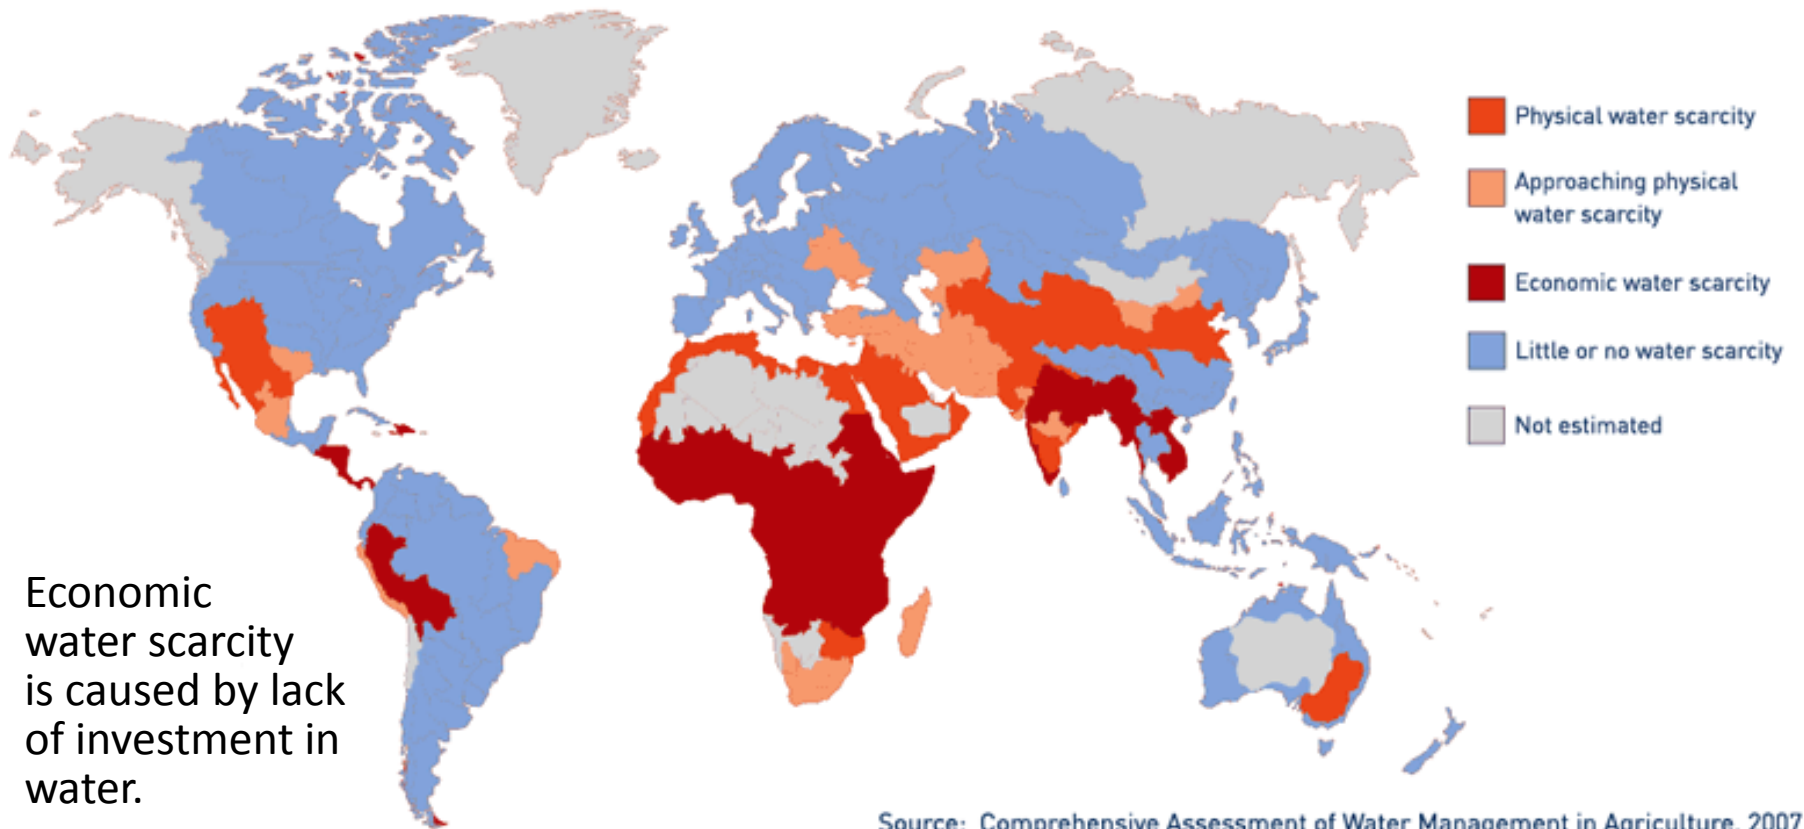 Physical water scarcity
Approaching physical
water scarcity
Economic water scarcity
Little or no water scarcity
Not estimated
Economic
water scarcity
is caused by lack
of investment in
water.
Source: Comprehensive Assessment of Water Management in Agriculture, 2007